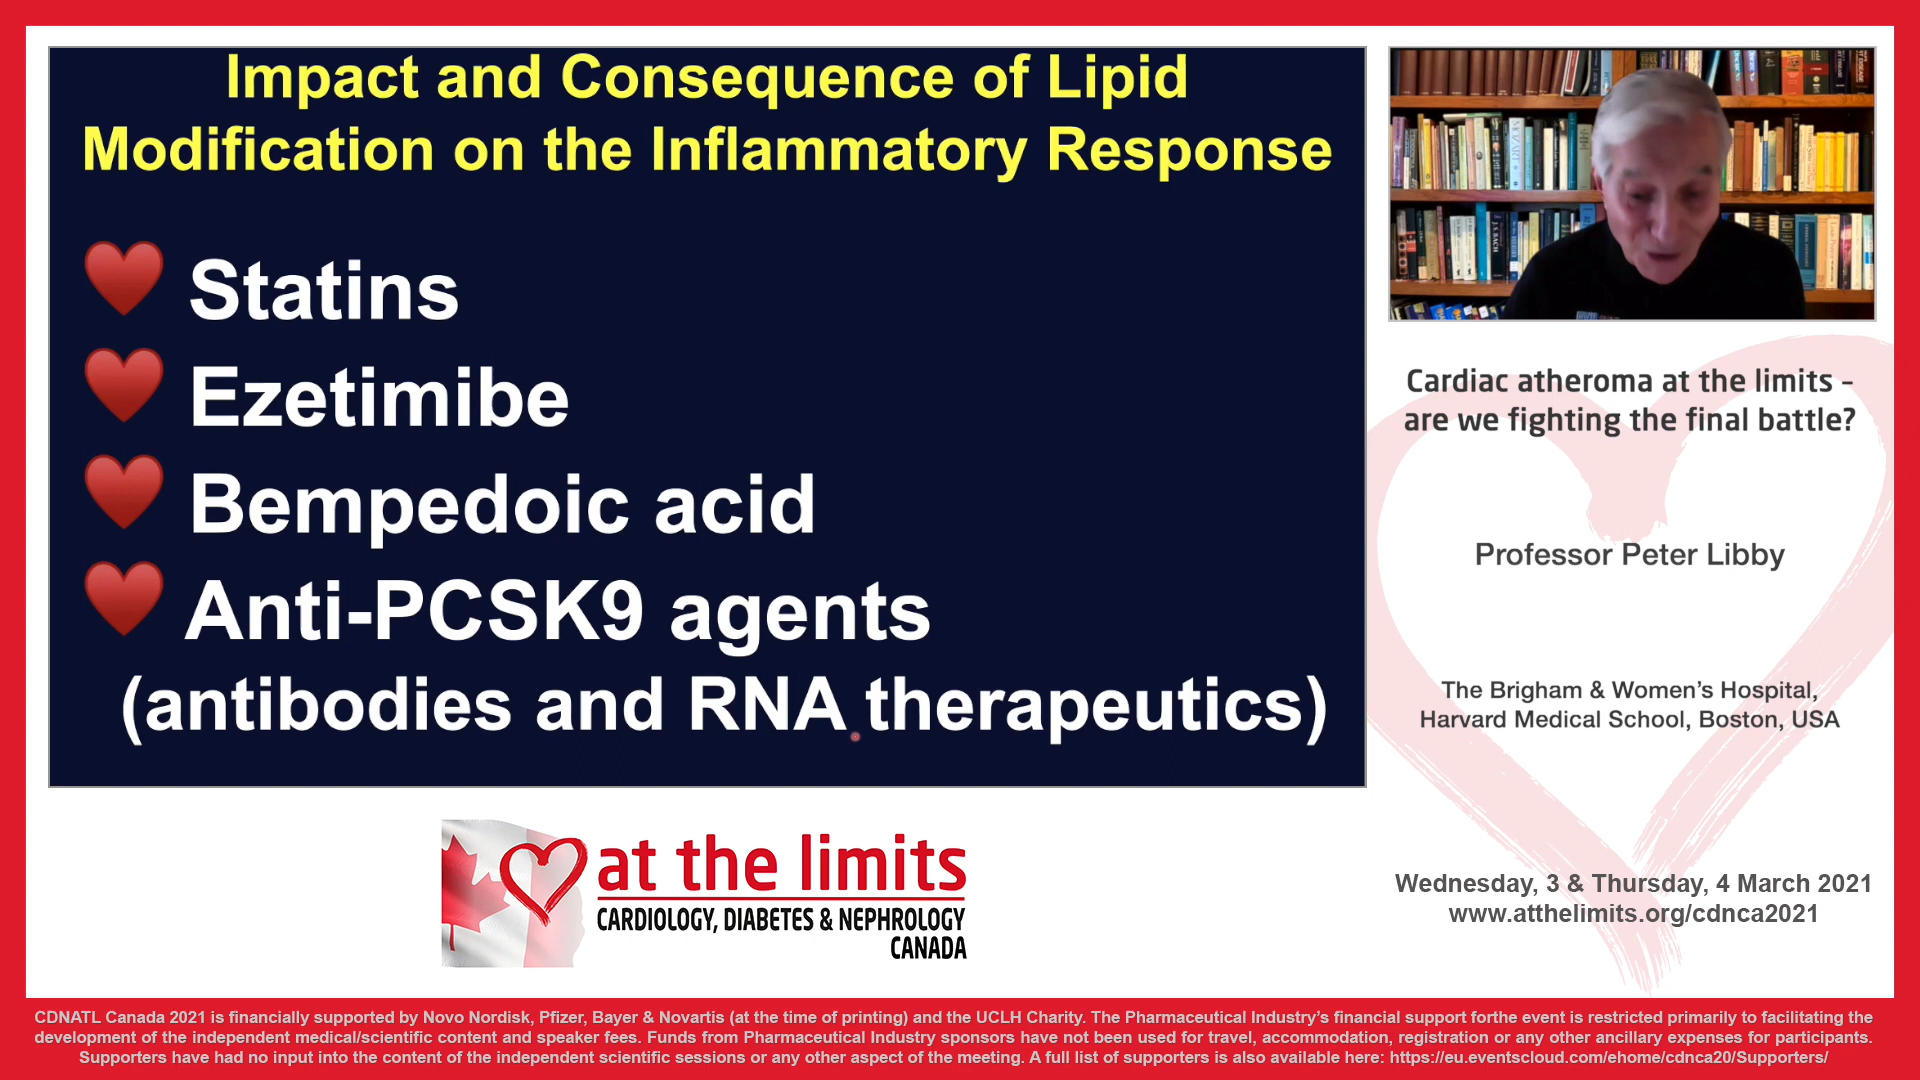 Impact and Consequence of Lipid
Modification on the Inflammatory Response
Statins
Ezetimibe
Bempedoic acid
Anti-PCSK9 agents
(antibodies and RNA therapeutics)
Cardiac atheroma at the limits –
are we fighting the final battle?
Professor Peter Libby
The Brigham & Women's Hospital,
Harvard Medical School, Boston, USA
Wednesday, 3 & Thursday, 4 March 2021
www.atthelimits.org/cdnca2021
at the limits
CARDIOLOGY, DIABETES & NEPHROLOGY
CANADA
CDNATL Canada 2021 is financially supported by Novo Nordisk, Pfizer, Bayer & Novartis (at the time of printing) and the UCLH Charity. The Pharmaceutical Industry's financial support forthe event is restricted primarily to facilitating the
development of the independent medical/scientific content and speaker fees. Funds from Pharmaceutical Industry sponsors have not been used for travel, accommodation, registration or any other ancillary expenses for participants.
Supporters have had no input into the content of the independent scientific sessions or any other aspect of the meeting. A full list of supporters is also available here: https://eu.eventscloud.com/ehome/cdnca20/Supporters/